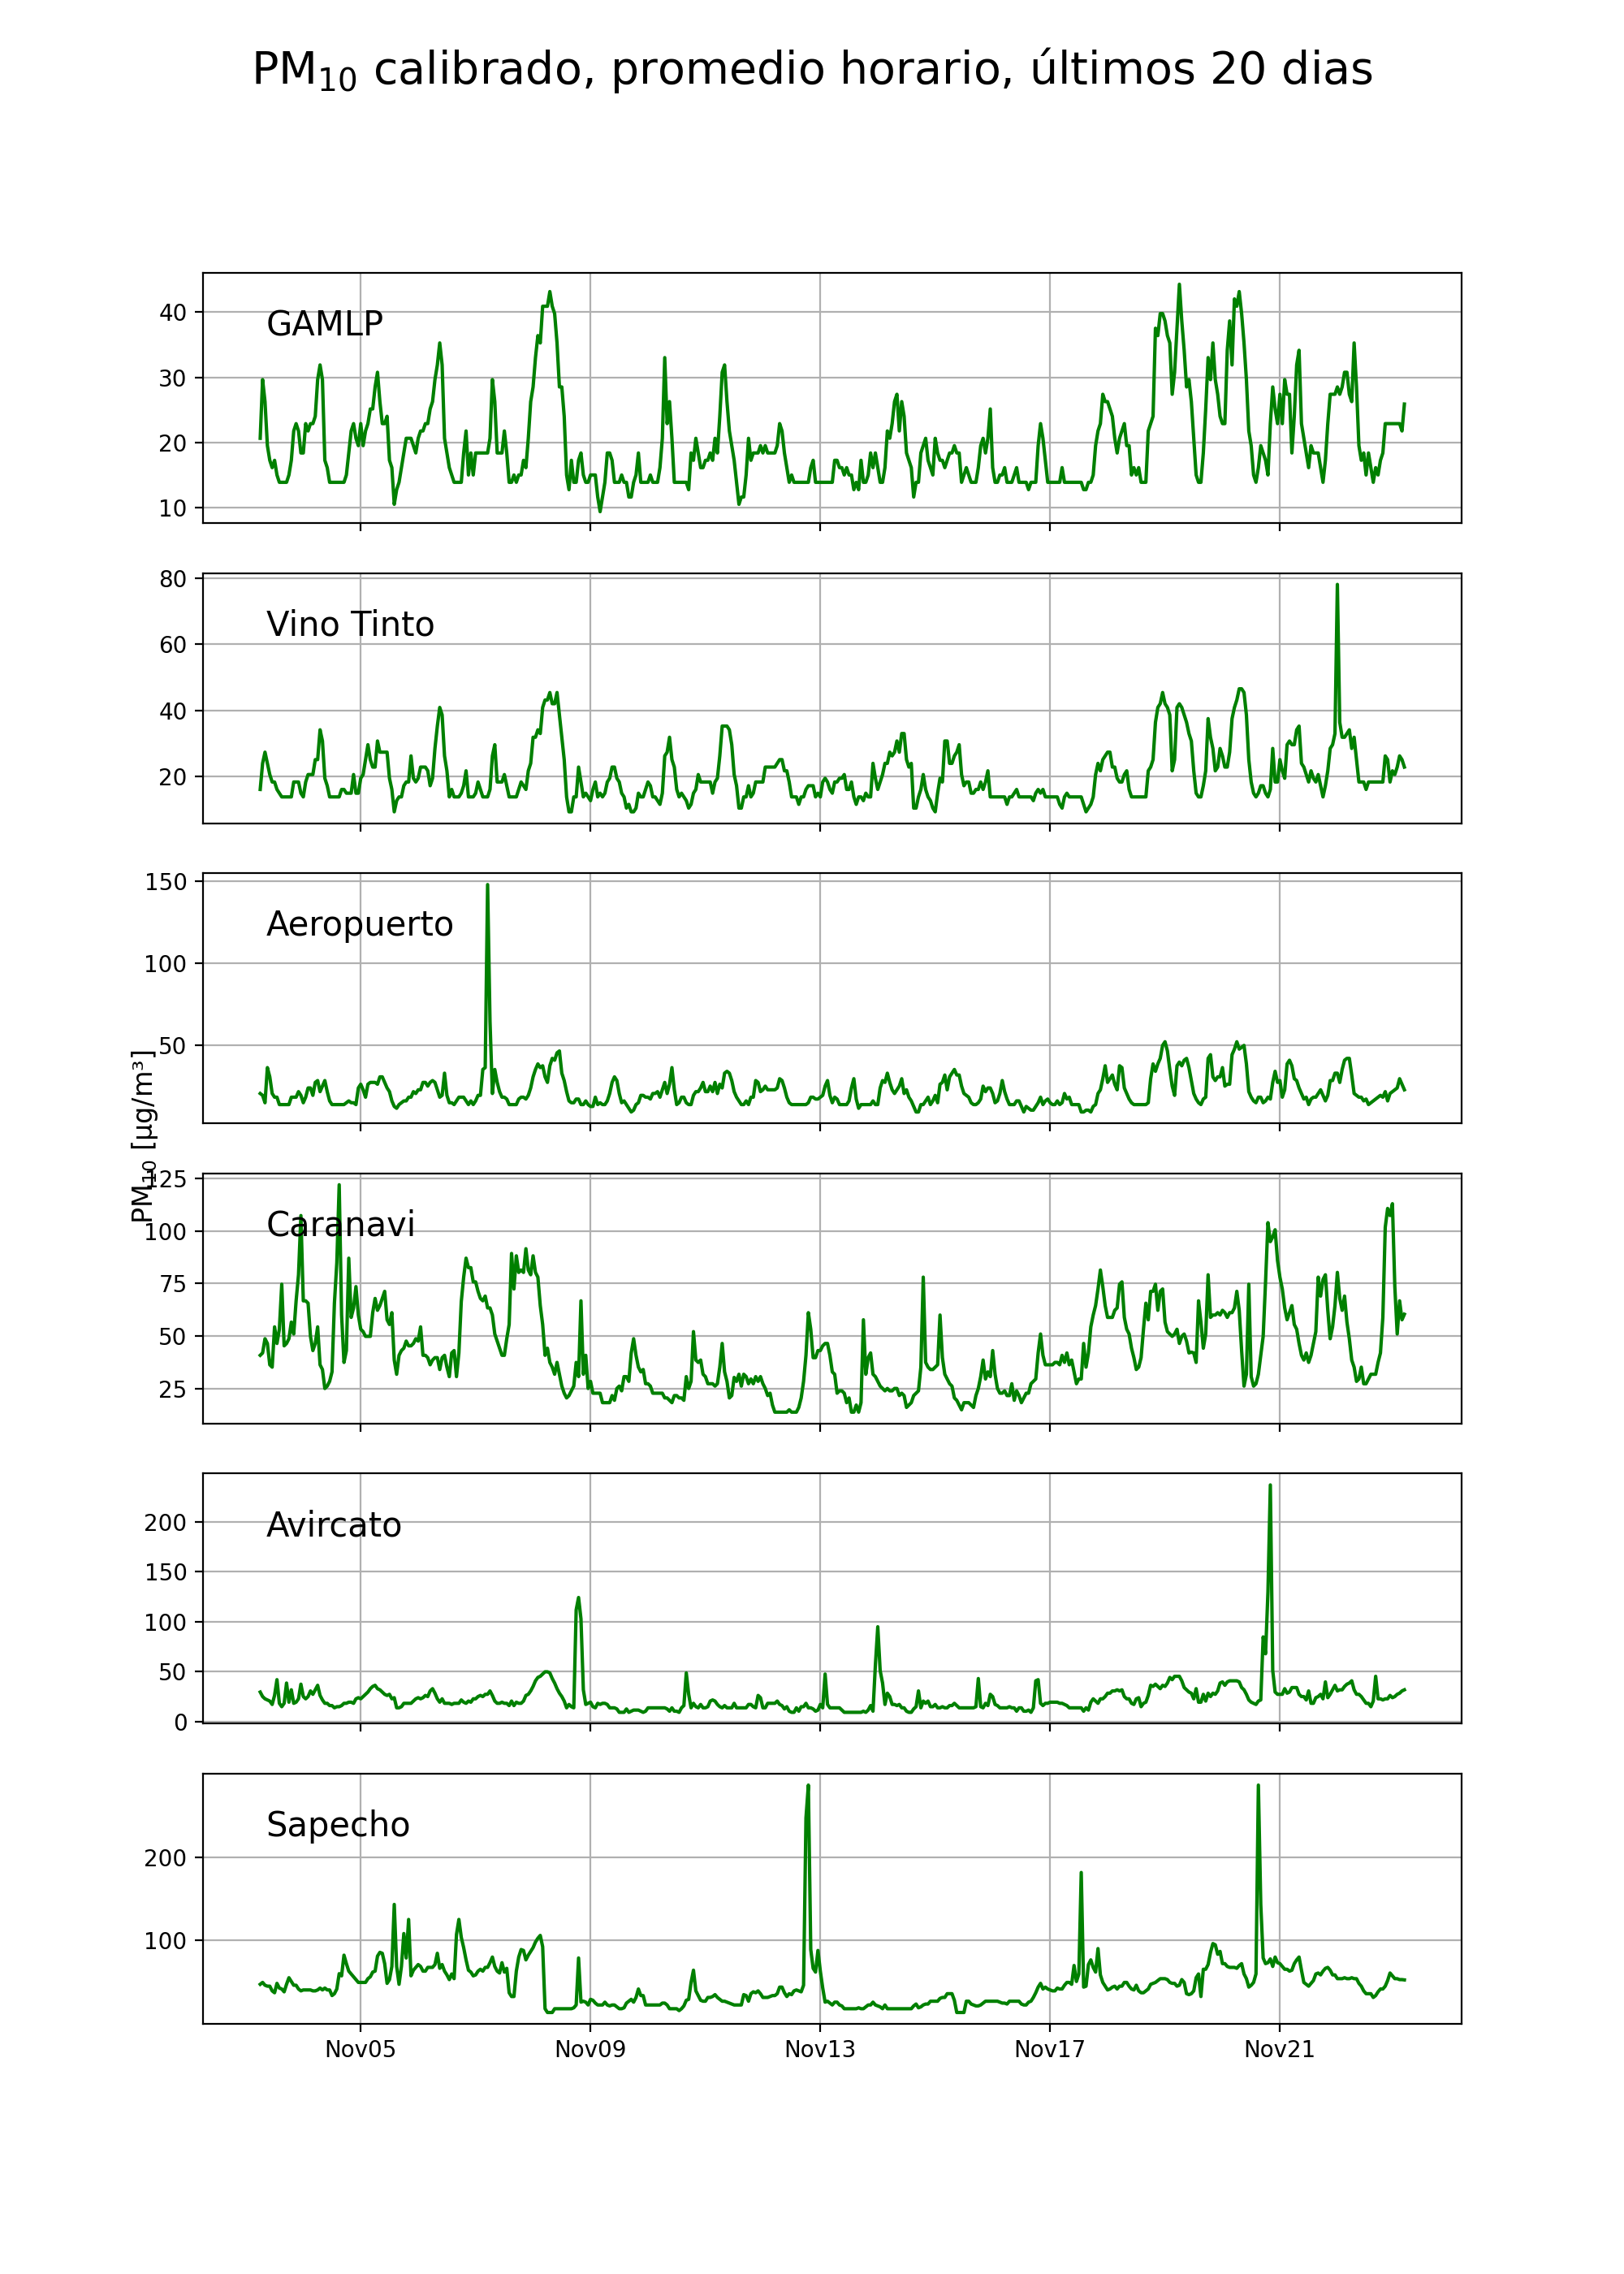 PM₁₀ calibrado, promedio horario, últimos 20 dias
GAMLP
40
30
20
10
Vino Tinto
80
60
40
20
Aeropuerto
150
100
50
PM₁₀ [µg/m³]
Caranavi
125
100
75
50
25
Avircato
200
150
100
50
0
Sapecho
200
100
Nov05 Nov09 Nov13 Nov17 Nov21